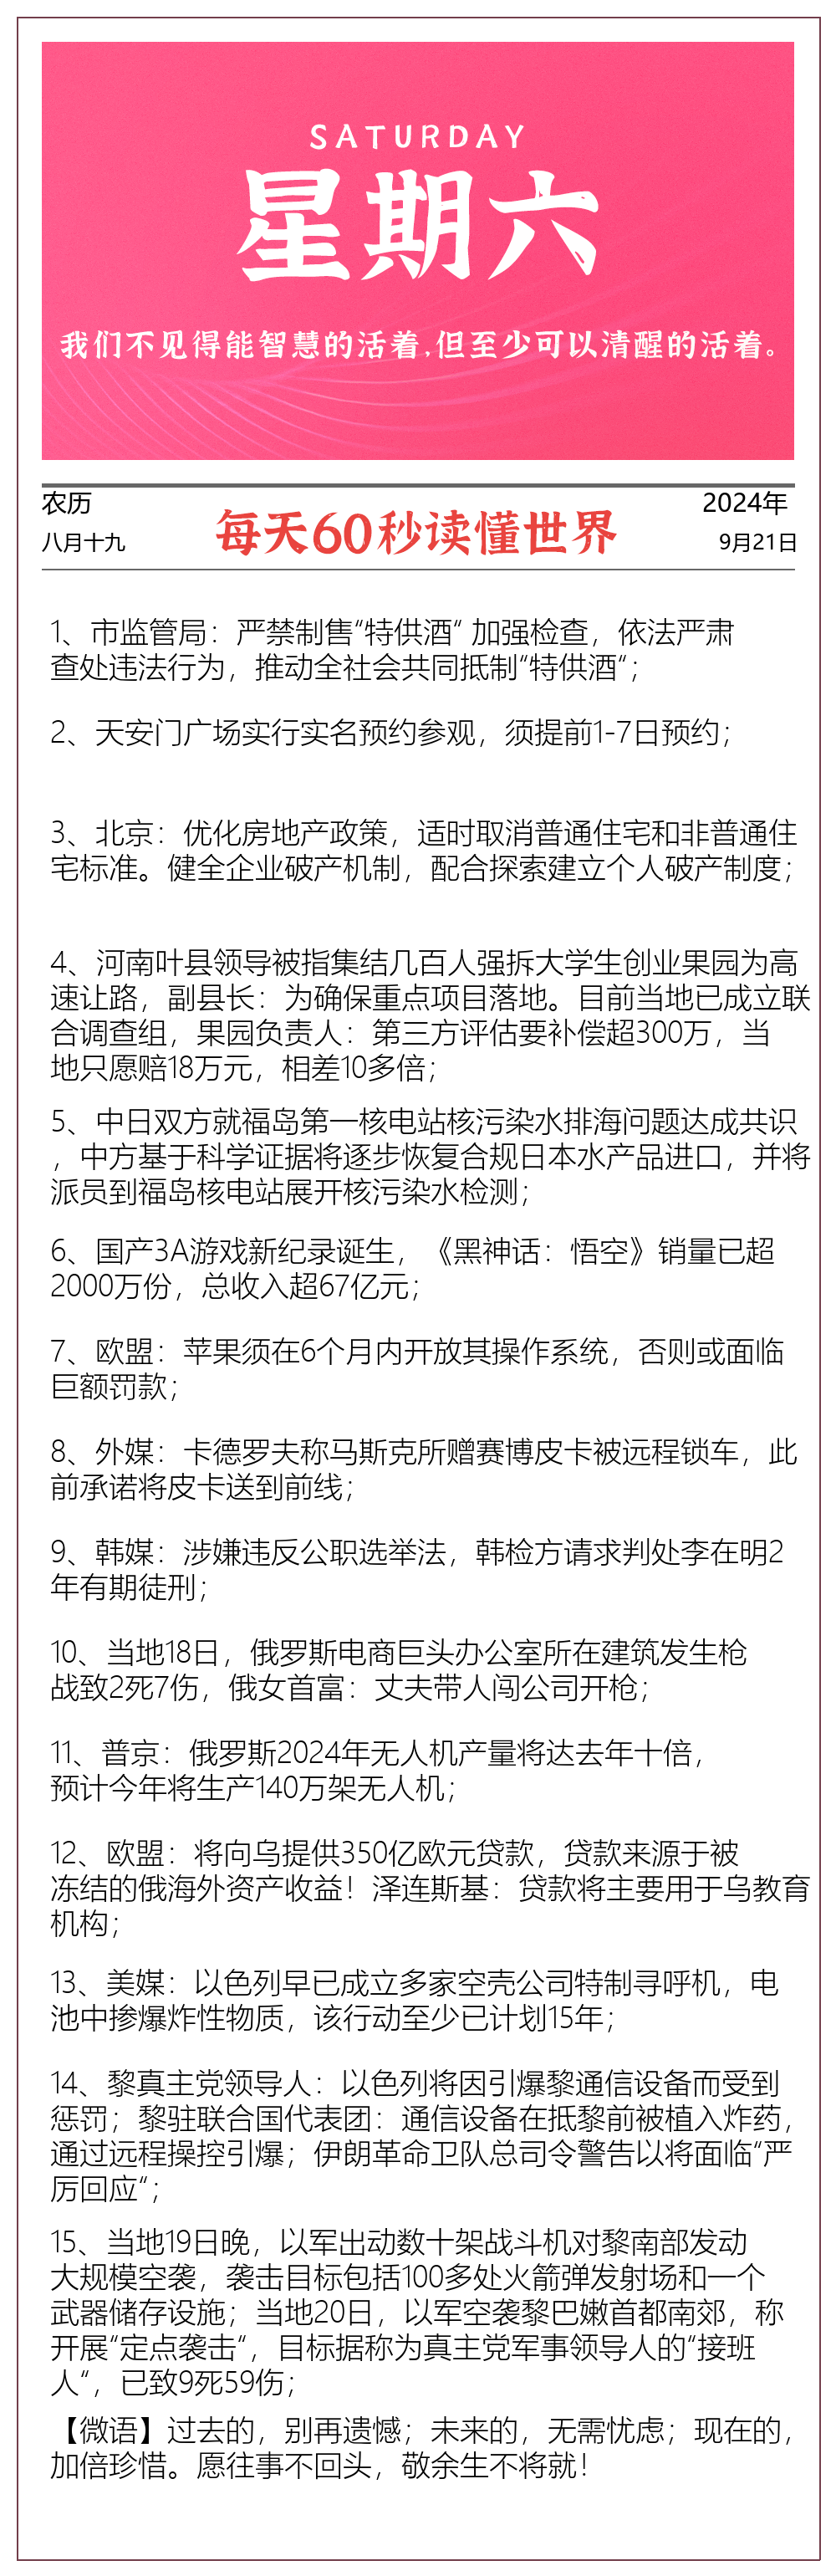 SATURDAY
星期六
我们不见得能智慧的活着,但至少可以清醒的活着。
农历
2024年
每天60秒读懂世界
八月十九
9月21日
1、市监管局：严禁制售“特供酒“ 加强检查，依法严肃
查处违法行为，推动全社会共同抵制“特供酒“；
2、天安门广场实行实名预约参观，须提前1-7日预约；
3、北京：优化房地产政策，适时取消普通住宅和非普通住
宅标准。健全企业破产机制，配合探索建立个人破产制度；
4、河南叶县领导被指集结几百人强拆大学生创业果园为高
速让路，副县长：为确保重点项目落地。目前当地已成立联
合调查组，果园负责人：第三方评估要补偿超300万，当
地只愿赔18万元，相差10多倍；
5、中日双方就福岛第一核电站核污染水排海问题达成共识
，中方基于科学证据将逐步恢复合规日本水产品进口，并将
派员到福岛核电站展开核污染水检测；
6、国产3A游戏新纪录诞生，《黑神话：悟空》销量已超
2000万份，总收入超67亿元；
7、欧盟：苹果须在6个月内开放其操作系统，否则或面临
巨额罚款；
8、外媒：卡德罗夫称马斯克所赠赛博皮卡被远程锁车，此
前承诺将皮卡送到前线；
9、韩媒：涉嫌违反公职选举法，韩检方请求判处李在明2
年有期徒刑；
10、当地18日，俄罗斯电商巨头办公室所在建筑发生枪
战致2死7伤，俄女首富：丈夫带人闯公司开枪；
11、普京：俄罗斯2024年无人机产量将达去年十倍，
预计今年将生产140万架无人机；
12、欧盟：将向乌提供350亿欧元贷款，贷款来源于被
冻结的俄海外资产收益！泽连斯基：贷款将主要用于乌教育
机构；
13、美媒：以色列早已成立多家空壳公司特制寻呼机，电
池中掺爆炸性物质，该行动至少已计划15年；
14、黎真主党领导人：以色列将因引爆黎通信设备而受到
惩罚；黎驻联合国代表团：通信设备在抵黎前被植入炸药，
通过远程操控引爆；伊朗革命卫队总司令警告以将面临“严
厉回应“；
15、当地19日晚，以军出动数十架战斗机对黎南部发动
大规模空袭，袭击目标包括100多处火箭弹发射场和一个
武器储存设施；当地20日，以军空袭黎巴嫩首都南郊，称
开展“定点袭击“，目标据称为真主党军事领导人的“接班
人“，已致9死59伤；
【微语】过去的，别再遗憾；未来的，无需忧虑；现在的，
加倍珍惜。愿往事不回头，敬余生不将就！